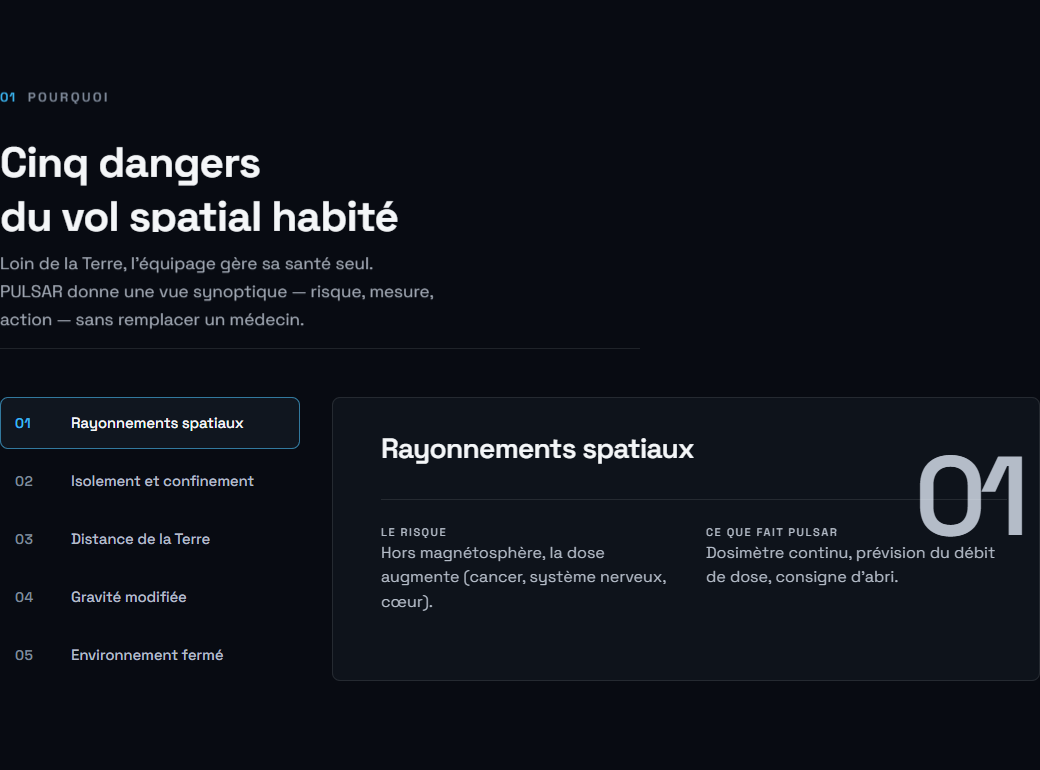 01 POURQUOI
Cinq dangers
du vol spatial habité
Loin de la Terre, l'équipage gère sa santé seul.
PULSAR donne une vue synoptique — risque, mesure,
action — sans remplacer un médecin.
01 Rayonnements spatiaux
02 Isolement et confinement
03 Distance de la Terre
04 Gravité modifiée
05 Environnement fermé
Rayonnements spatiaux
01
LE RISQUE
Hors magnétosphère, la dose
augmente (cancer, système nerveux,
cœur).
CE QUE FAIT PULSAR
Dosimètre continu, prévision du débit
de dose, consigne d'abri.